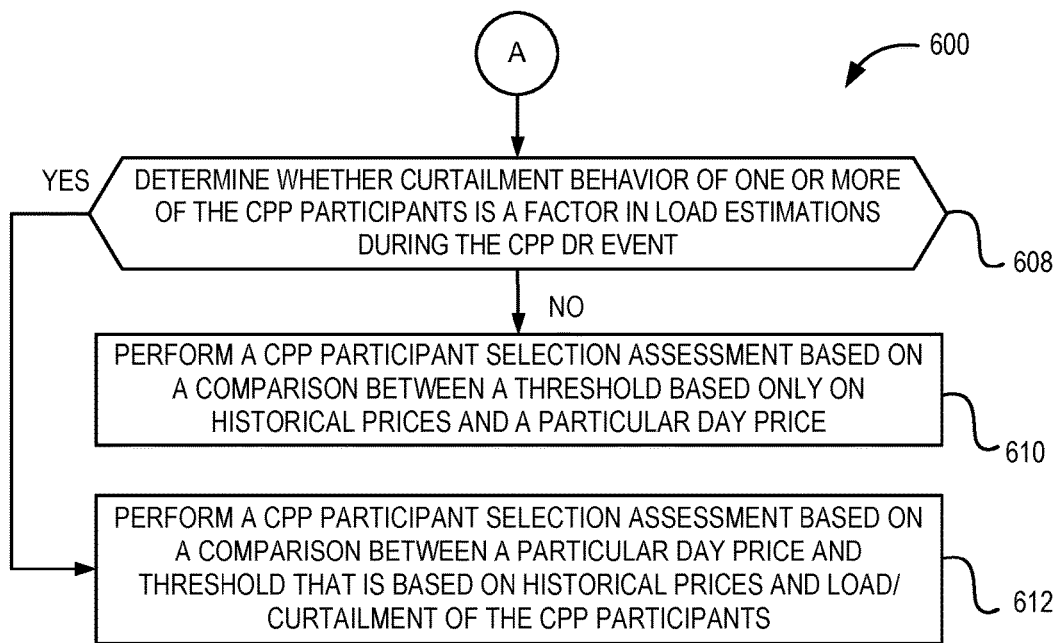 A
600
YES
DETERMINE WHETHER CURTAILMENT BEHAVIOR OF ONE OR MORE
OF THE CPP PARTICIPANTS IS A FACTOR IN LOAD ESTIMATIONS
DURING THE CPP DR EVENT
608
NO
PERFORM A CPP PARTICIPANT SELECTION ASSESSMENT BASED ON
A COMPARISON BETWEEN A THRESHOLD BASED ONLY ON
HISTORICAL PRICES AND A PARTICULAR DAY PRICE
610
PERFORM A CPP PARTICIPANT SELECTION ASSESSMENT BASED ON
A COMPARISON BETWEEN A PARTICULAR DAY PRICE AND
THRESHOLD THAT IS BASED ON HISTORICAL PRICES AND LOAD/
CURTAILMENT OF THE CPP PARTICIPANTS
612